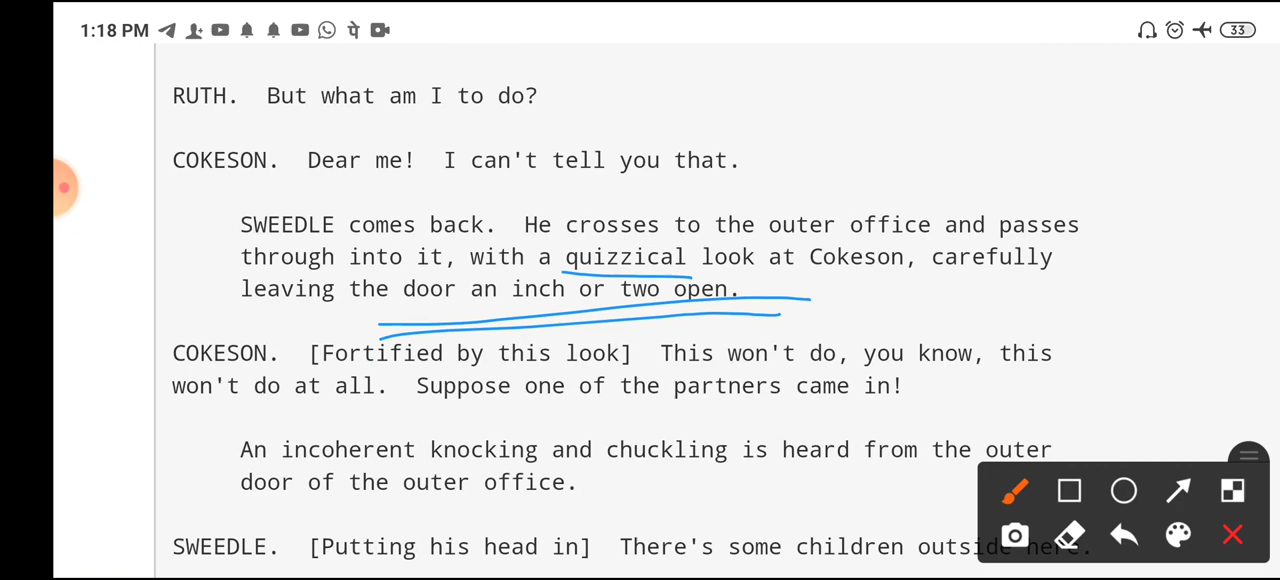 1:18 PM पे 33
RUTH. But what am I to do?
COKESON. Dear me! I can't tell you that.
SWEEDLE comes back. He crosses to the outer office and passes
through into it, with a quizzical look at Cokeson, carefully
leaving the door an inch or two open.
COKESON. [Fortified by this look] This won't do, you know, this
won't do at all. Suppose one of the partners came in!
An incoherent knocking and chuckling is heard from the outer
door of the outer office.
SWEEDLE. [Putting his head in] There's some children outside here.